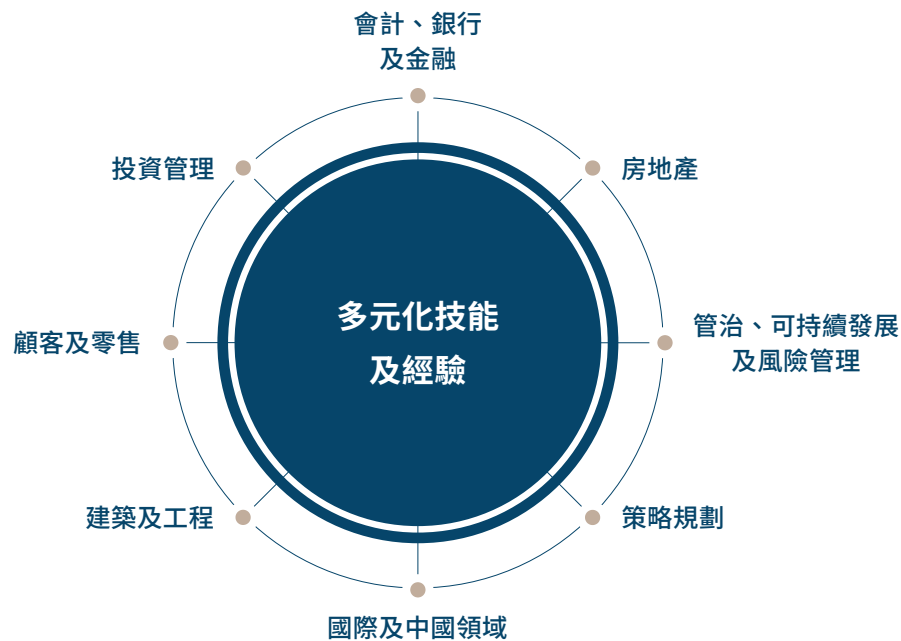 會計、銀行
及金融
投資管理
房地產
顧客及零售
多元化技能
及經驗
管治、可持續發展
及風險管理
建築及工程
策略規劃
國際及中國領域